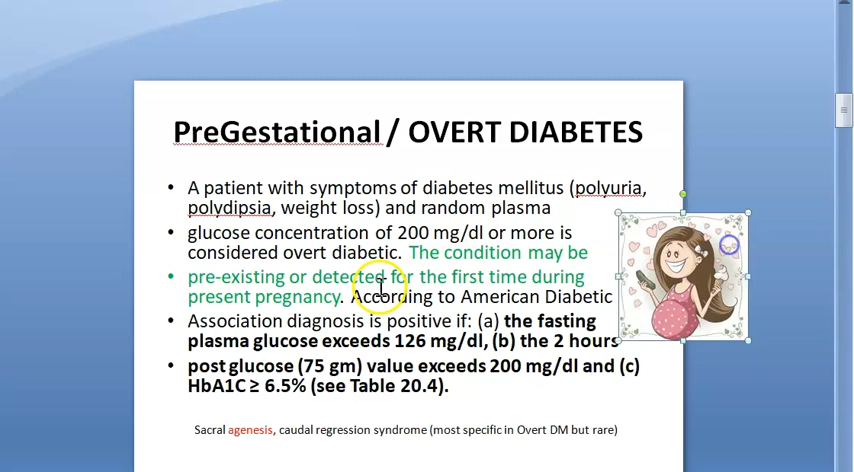 PreGestational / OVERT DIABETES
• A patient with symptoms of diabetes mellitus (polyuria,
polydipsia, weight loss) and random plasma
• glucose concentration of 200 mg/dl or more is
considered overt diabetic. The condition may be
• pre-existing or detected for the first time during
present pregnancy. According to American Diabetic
• Association diagnosis is positive if: (a) the fasting
plasma glucose exceeds 126 mg/dl, (b) the 2 hours
• post glucose (75 gm) value exceeds 200 mg/dl and (c)
HbA1C ≥ 6.5% (see Table 20.4).
Sacral agenesis, caudal regression syndrome (most specific in Overt DM but rare)